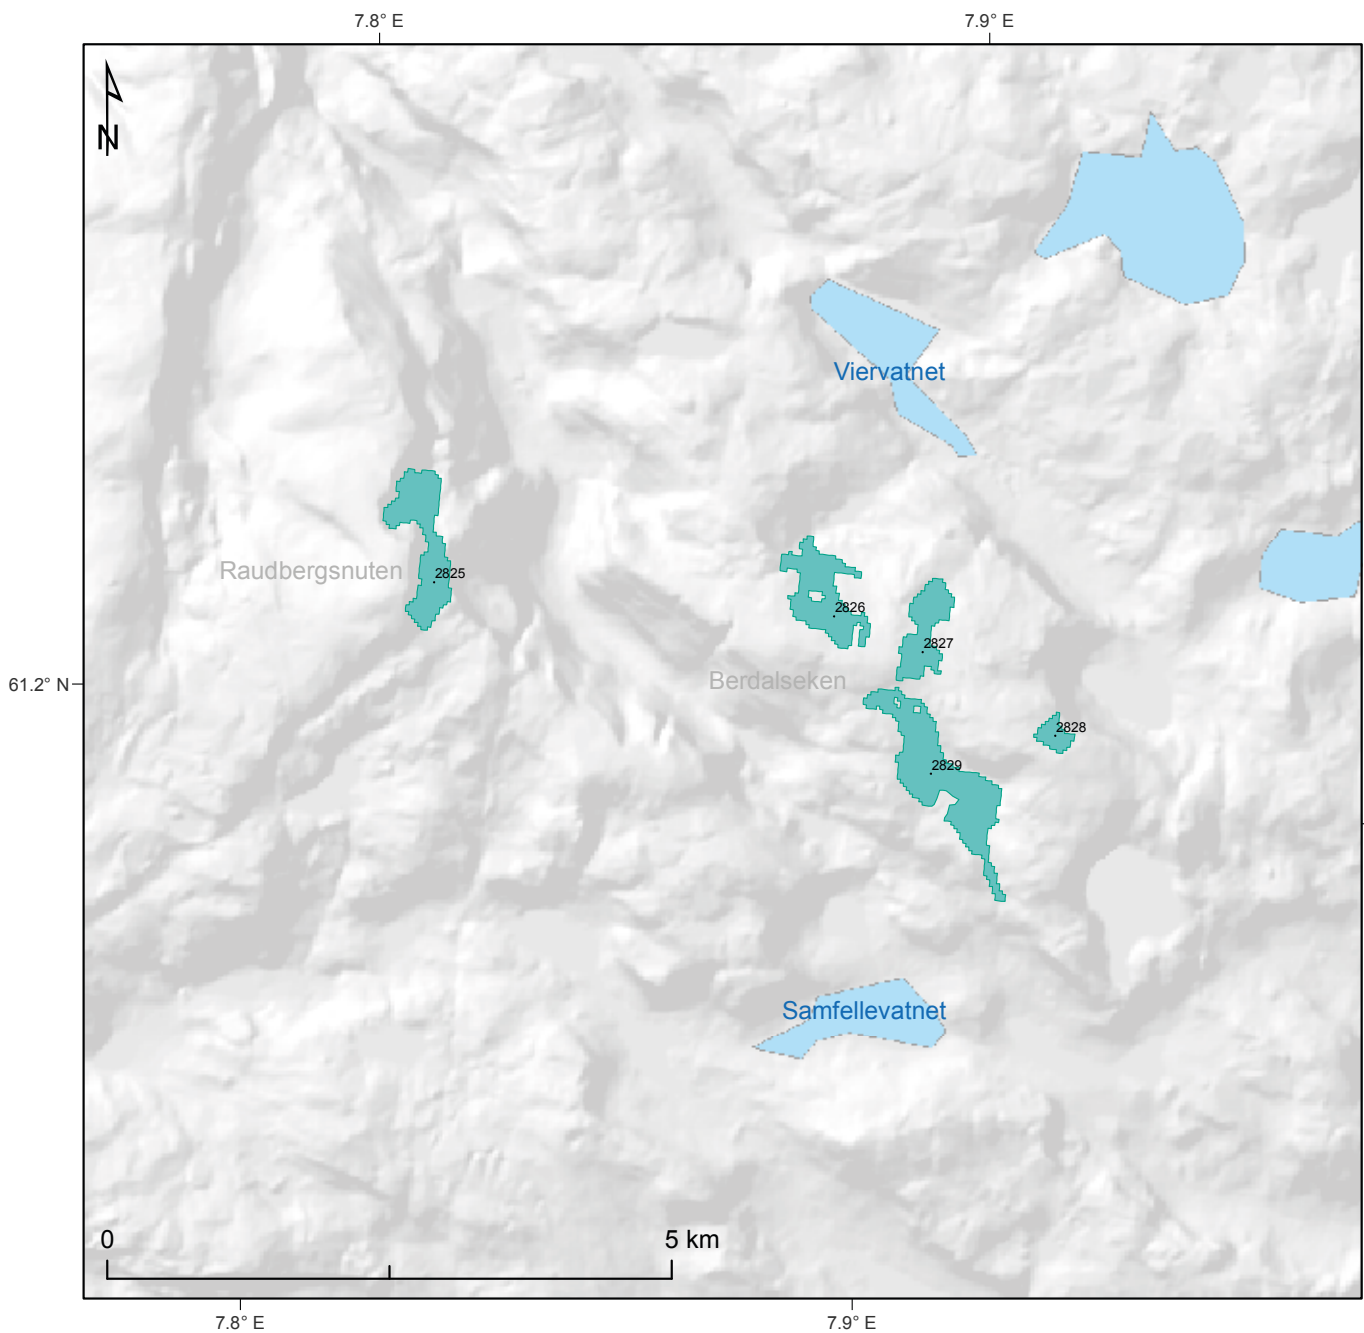 7.8° E
7.9° E
N
Viervatnet
Raudbergsnuten
2825
2826
2827
61.2° N
Berdalseken
2828
2829
Samfellevatnet
0
5 km
7.8° E
7.9° E